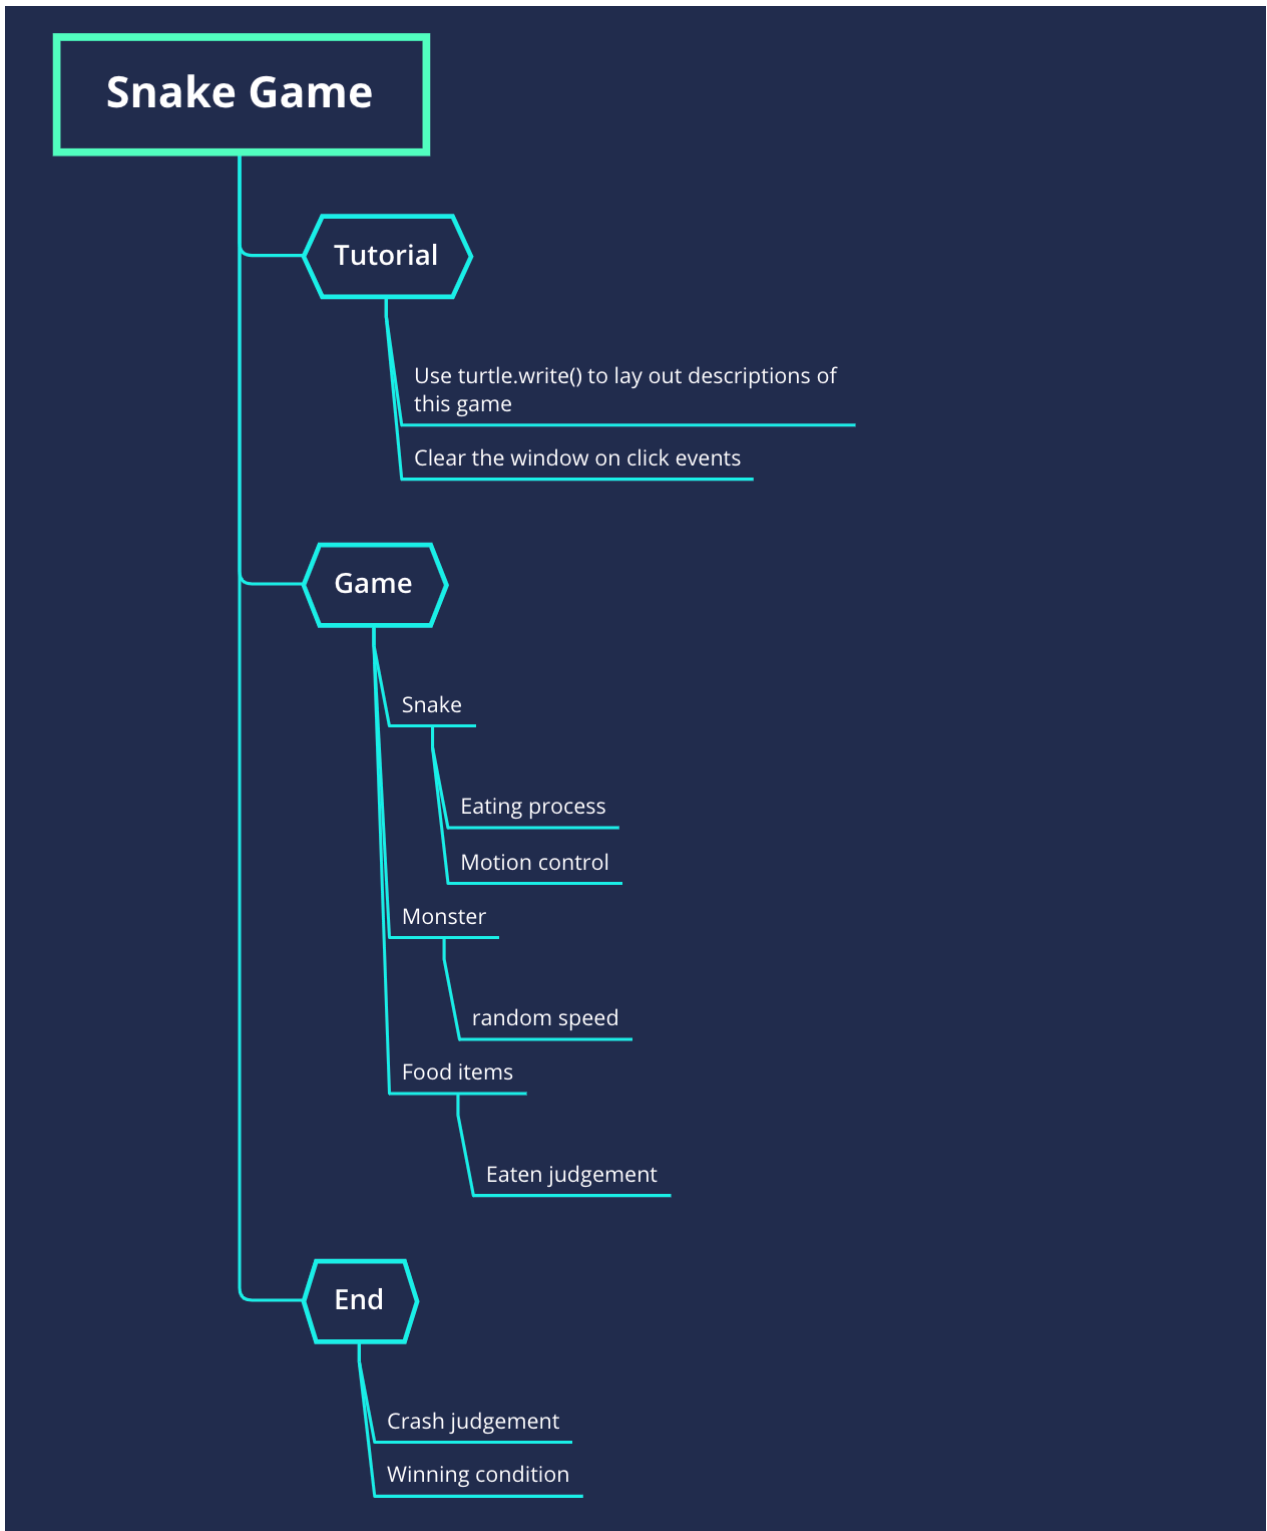 Snake Game
Tutorial
Use turtle.write() to lay out descriptions of
this game
Clear the window on click events
Game
Snake
Eating process
Motion control
Monster
random speed
Food items
Eaten judgement
End
Crash judgement
Winning condition